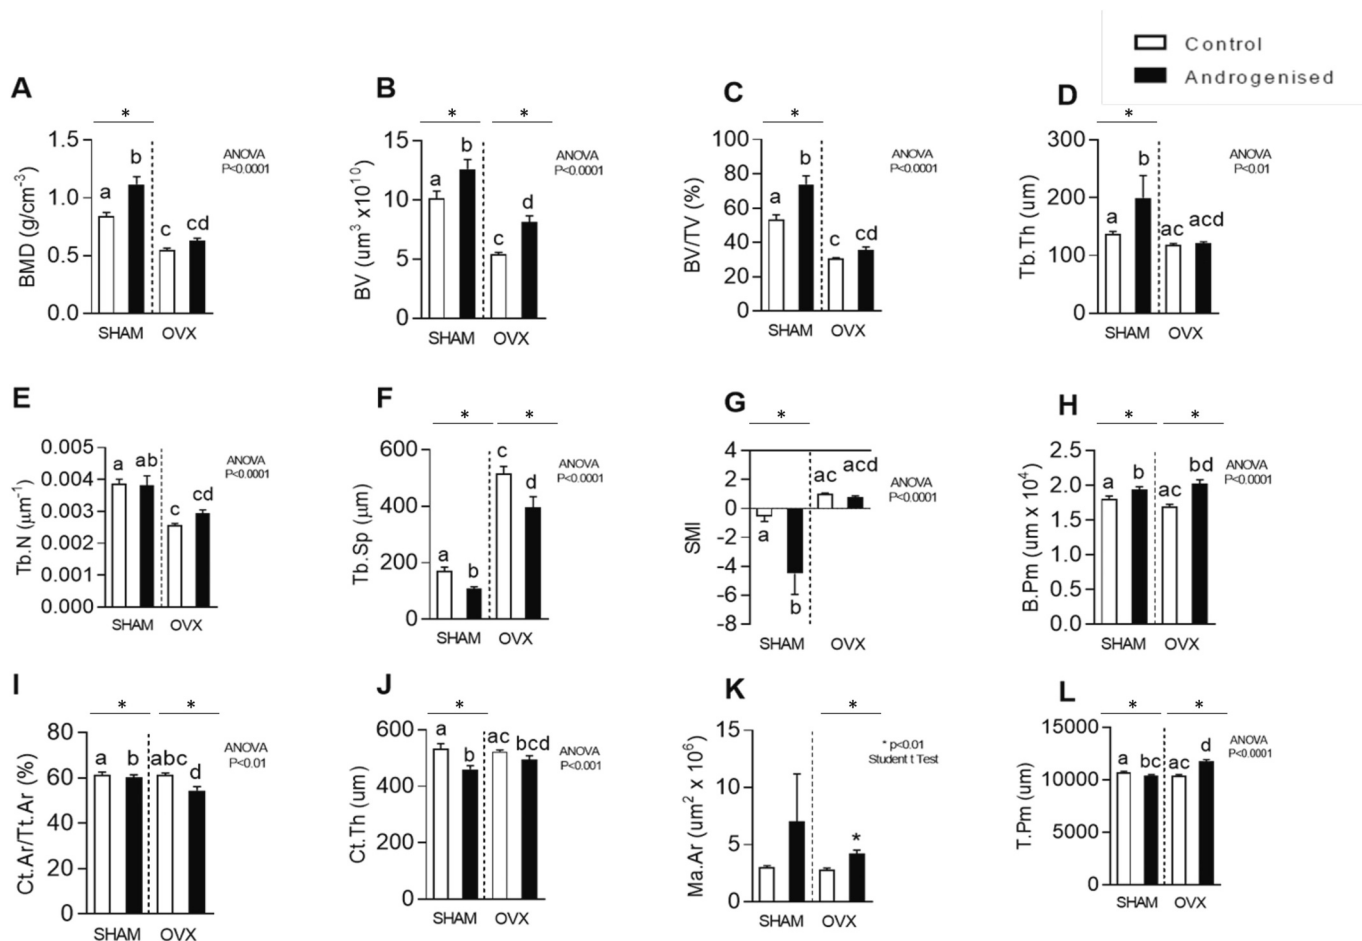 Control
Androgenised
A
*
BMD (g/cm⁻³)
1.5
1.0
0.5
0.0
a
b
c
cd
ANOVA
P<0.0001
SHAM
OVX
B
*
*
BV (um³ x10¹⁰)
15
10
5
0
a
b
c
d
ANOVA
P<0.0001
SHAM
OVX
C
*
BV/TV (%)
100
80
60
40
20
0
a
b
c
cd
ANOVA
P<0.0001
SHAM
OVX
D
*
Tb.Th (um)
300
200
100
0
a
b
ac
acd
ANOVA
P<0.01
SHAM
OVX
E
Tb.N (μm⁻¹)
0.005
0.004
0.003
0.002
0.001
0.000
a
ab
c
cd
ANOVA
P<0.0001
SHAM
OVX
F
*
*
Tb.Sp (μm)
600
400
200
0
a
b
c
d
ANOVA
P<0.0001
SHAM
OVX
G
*
SMI
4
2
0
-2
-4
-6
-8
a
b
ac
acd
ANOVA
P<0.0001
SHAM
OVX
H
*
*
B.Pm (um x 10⁴)
2.5
2.0
1.5
1.0
0.5
0.0
a
b
ac
bd
ANOVA
P<0.0001
SHAM
OVX
I
*
*
Ct.Ar/Tt.Ar (%)
80
60
40
20
0
a
b
abc
d
ANOVA
P<0.01
SHAM
OVX
J
*
Ct.Th (um)
600
400
200
0
a
b
ac
bcd
ANOVA
P<0.001
SHAM
OVX
K
*
Ma.Ar (um² x 10⁶)
15
10
5
0
*
* p<0.01
Student t Test
SHAM
OVX
L
*
*
T.Pm (um)
15000
10000
5000
0
a
bc
ac
d
ANOVA
P<0.0001
SHAM
OVX